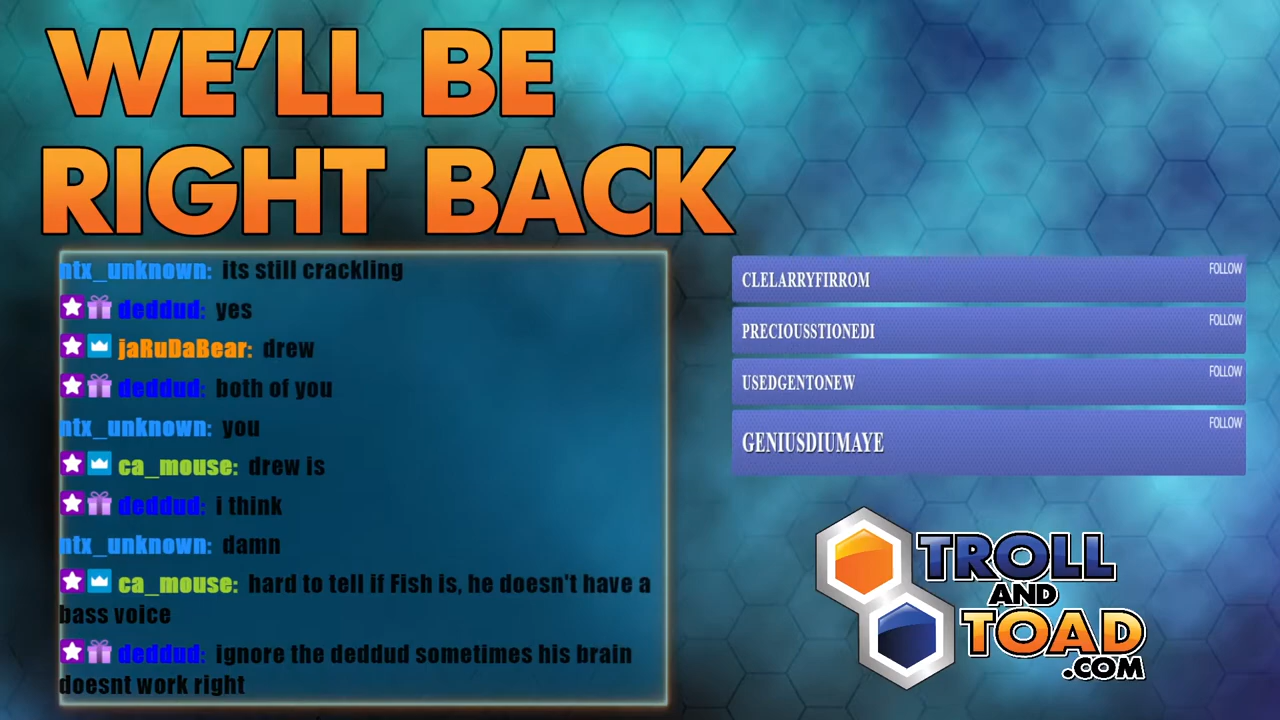 WE'LL BE
RIGHT BACK
ntx_unknown: its still crackling
deddud: yes
jaRuDaBear: drew
deddud: both of you
ntx_unknown: you
ca_mouse: drew is
deddud: i think
ntx_unknown: damn
ca_mouse: hard to tell if Fish is, he doesn't have a
bass voice
deddud: ignore the deddud sometimes his brain
doesnt work right
CLELARRYFIRROM FOLLOW
PRECIOUSSTIONEDI FOLLOW
USEDGENTONEW FOLLOW
GENIUSDIUMAYE FOLLOW
TROLL
AND
TOAD
.COM